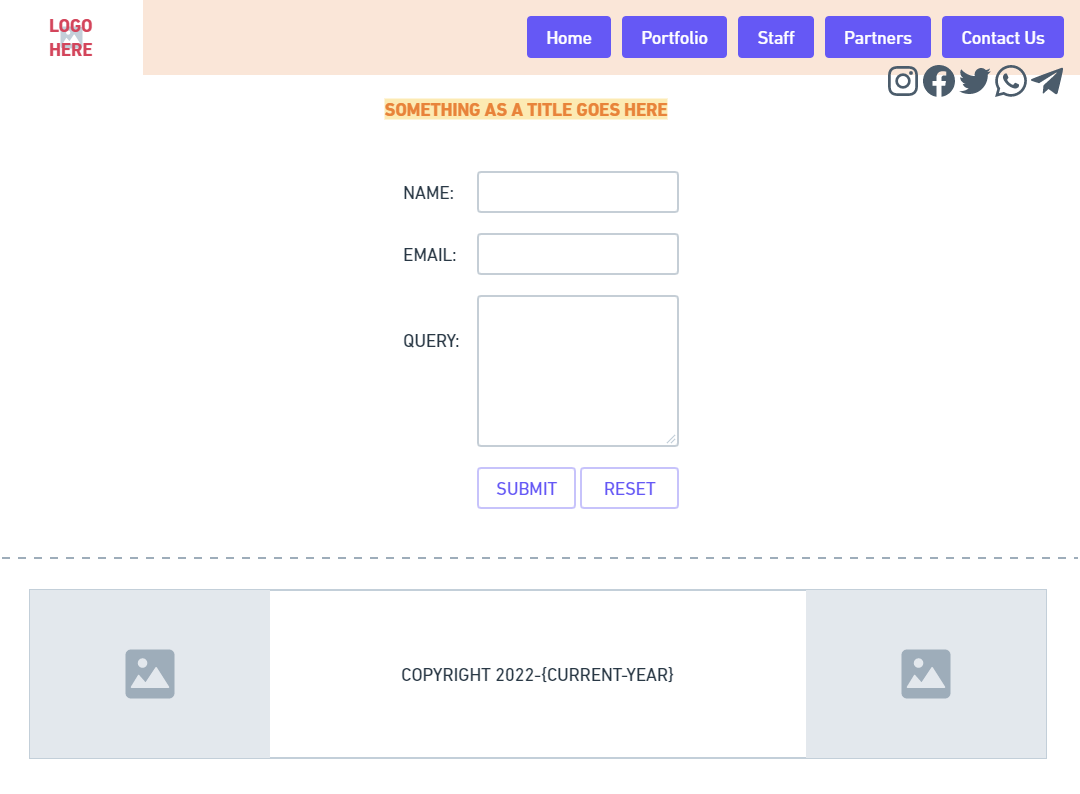 LOGO
HERE
Home
Portfolio
Staff
Partners
Contact Us
SOMETHING AS A TITLE GOES HERE
NAME:
EMAIL:
QUERY:
SUBMIT
RESET
COPYRIGHT 2022-{CURRENT-YEAR}